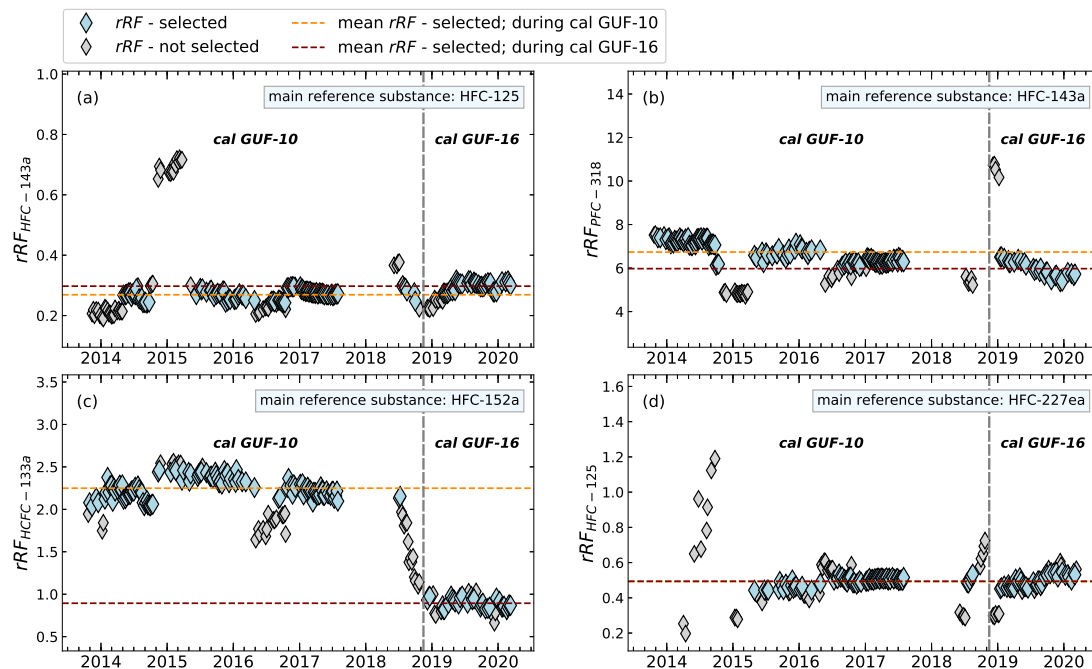 rRF - selected
rRF - not selected
mean rRF - selected; during cal GUF-10
mean rRF - selected; during cal GUF-16
(a)
main reference substance: HFC-125
cal GUF-10
cal GUF-16
rRF HFC−143a
1.0
0.8
0.6
0.4
0.2
2014 2015 2016 2017 2018 2019 2020
(b)
main reference substance: HFC-143a
cal GUF-10
cal GUF-16
rRF PFC−318
14
12
10
8
6
4
2014 2015 2016 2017 2018 2019 2020
(c)
main reference substance: HFC-152a
cal GUF-10
cal GUF-16
rRF HCFC−133a
3.5
3.0
2.5
2.0
1.5
1.0
0.5
2014 2015 2016 2017 2018 2019 2020
(d)
main reference substance: HFC-227ea
cal GUF-10
cal GUF-16
rRF HFC−125
1.6
1.4
1.2
1.0
0.8
0.6
0.4
0.2
2014 2015 2016 2017 2018 2019 2020